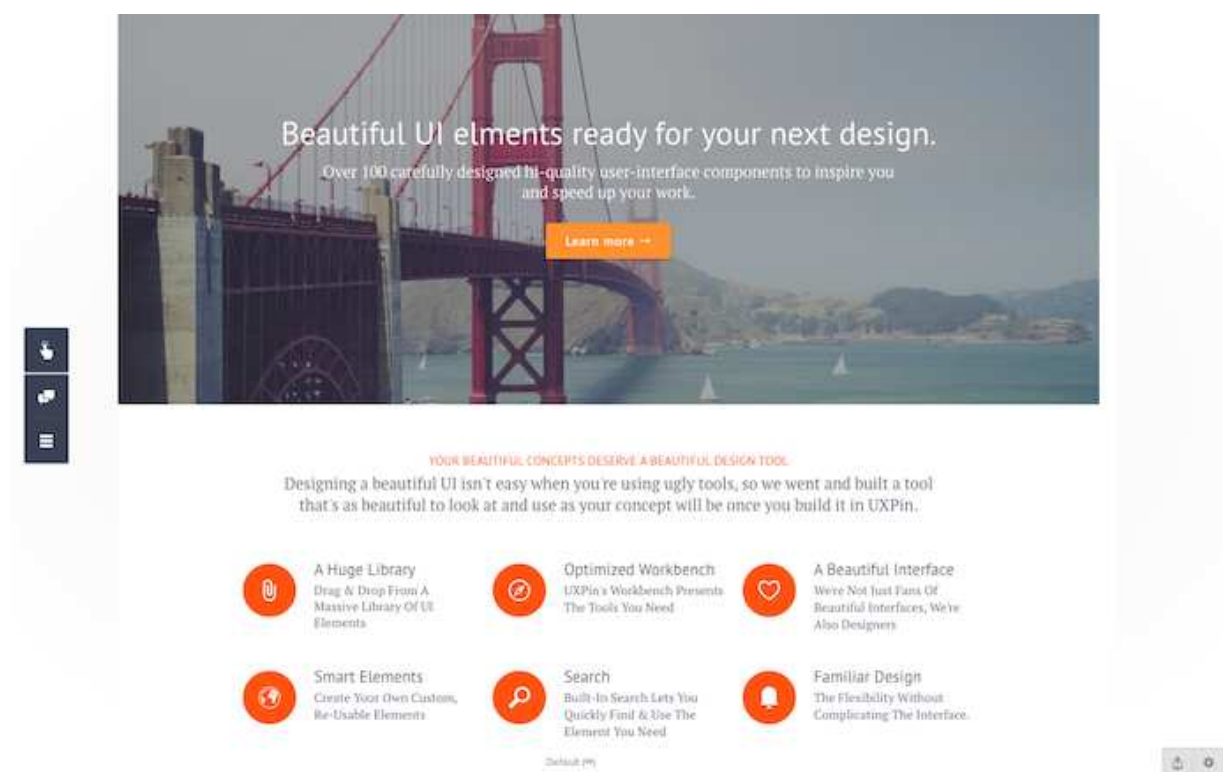 Beautiful UI elments ready for your next design.
Over 100 carefully designed hi-quality user-interface components to inspire you
and speed up your work.
Learn more →
YOUR BEAUTIFUL CONCEPTS DESERVE A BEAUTIFUL DESIGN TOOL
Designing a beautiful UI isn't easy when you're using ugly tools, so we went and built a tool
that's as beautiful to look at and use as your concept will be once you build it in UXPin.
A Huge Library
Drag & Drop From A
Massive Library Of UI
Elements
Optimized Workbench
UXPin's Workbench Presents
The Tools You Need
A Beautiful Interface
We're Not Just Fans Of
Beautiful Interfaces, We're
Also Designers
Smart Elements
Create Your Own Custom,
Re-Usable Elements
Search
Built-In Search Lets You
Quickly Find & Use The
Element You Need
Familiar Design
The Flexibility Without
Complicating The Interface.
Default